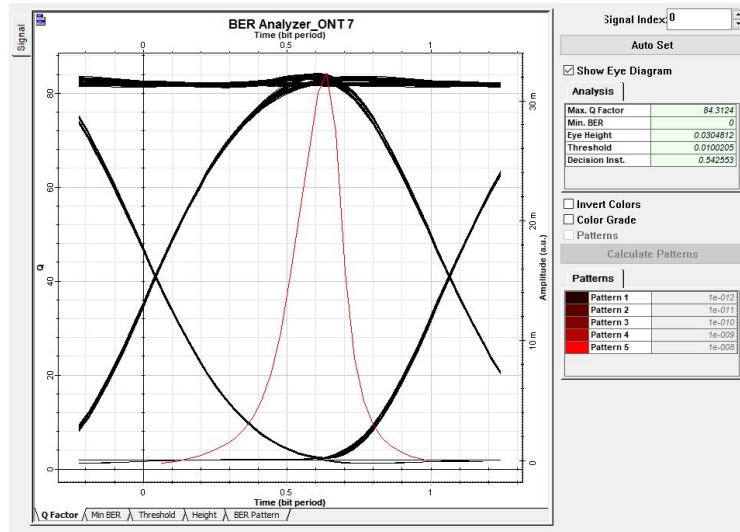 Signal
BER Analyzer_ONT 7
Time (bit period)
0 0.5 1
Q
80
60
40
20
0
Amplitude (a.u.)
30 m
20 m
10 m
0
0 0.5 1
Time (bit period)
Q Factor Min BER Threshold Height BER Pattern
Signal Index: 0
Auto Set
Show Eye Diagram
Analysis
Max. Q Factor 84.3124
Min. BER 0
Eye Height 0.0304812
Threshold 0.0100205
Decision Inst. 0.542553
Invert Colors
Color Grade
Patterns
Calculate Patterns
Patterns
Pattern 1 1e-012
Pattern 2 1e-011
Pattern 3 1e-010
Pattern 4 1e-009
Pattern 5 1e-008